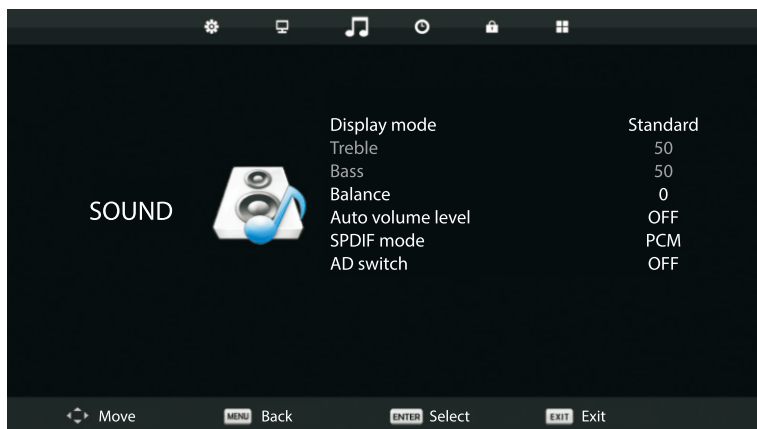 Display mode Standard
Treble 50
Bass 50
Balance 0
SOUND
Auto volume level OFF
SPDIF mode PCM
AD switch OFF
Move MENU Back ENTER Select EXIT Exit